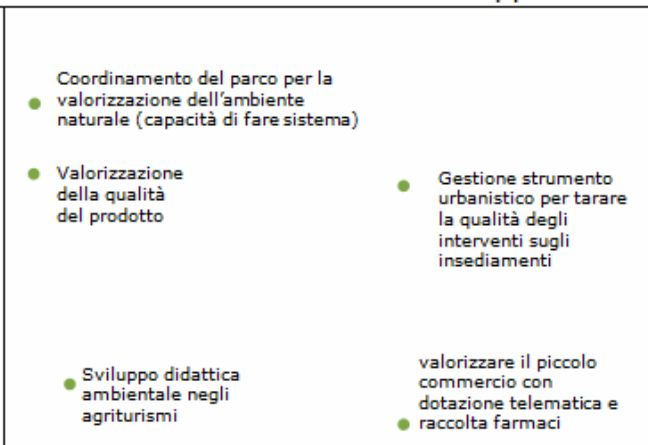 Coordinamento del parco per la
valorizzazione dell'ambiente
naturale (capacità di fare sistema)
Valorizzazione
della qualità
del prodotto
Gestione strumento
urbanistico per tarare
la qualità degli
interventi sugli
insediamenti
Sviluppo didattica
ambientale negli
agriturismi
valorizzare il piccolo
commercio con
dotazione telematica e
raccolta farmaci